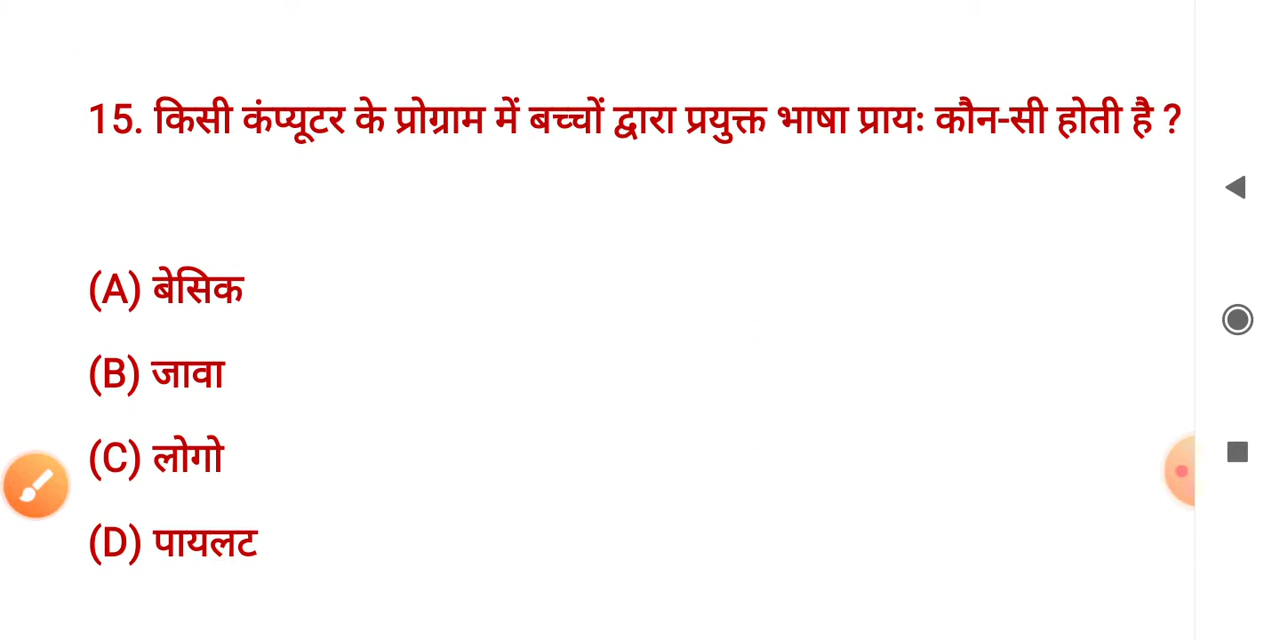 15. किसी कंप्यूटर के प्रोग्राम में बच्चों द्वारा प्रयुक्त भाषा प्रायः कौन-सी होती है ?
(A) बेसिक
(B) जावा
(C) लोगो
(D) पायलट